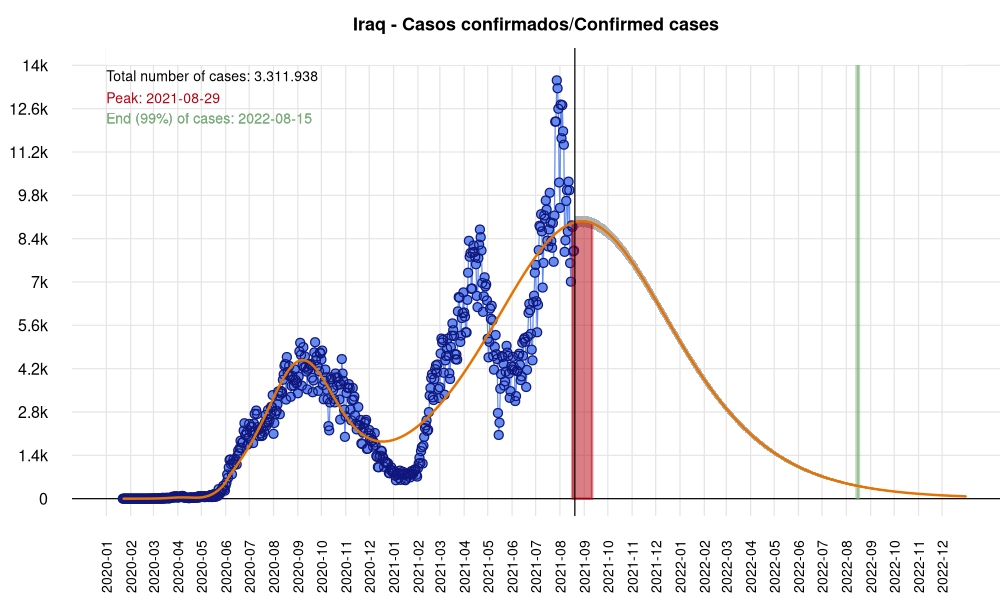 Iraq - Casos confirmados/Confirmed cases
14k
12.6k
11.2k
9.8k
8.4k
7k
5.6k
4.2k
2.8k
1.4k
0
Total number of cases: 3.311.938
Peak: 2021-08-29
End (99%) of cases: 2022-08-15
2020-01
2020-02
2020-03
2020-04
2020-05
2020-06
2020-07
2020-08
2020-09
2020-10
2020-11
2020-12
2021-01
2021-02
2021-03
2021-04
2021-05
2021-06
2021-07
2021-08
2021-09
2021-10
2021-11
2021-12
2022-01
2022-02
2022-03
2022-04
2022-05
2022-06
2022-07
2022-08
2022-09
2022-10
2022-11
2022-12